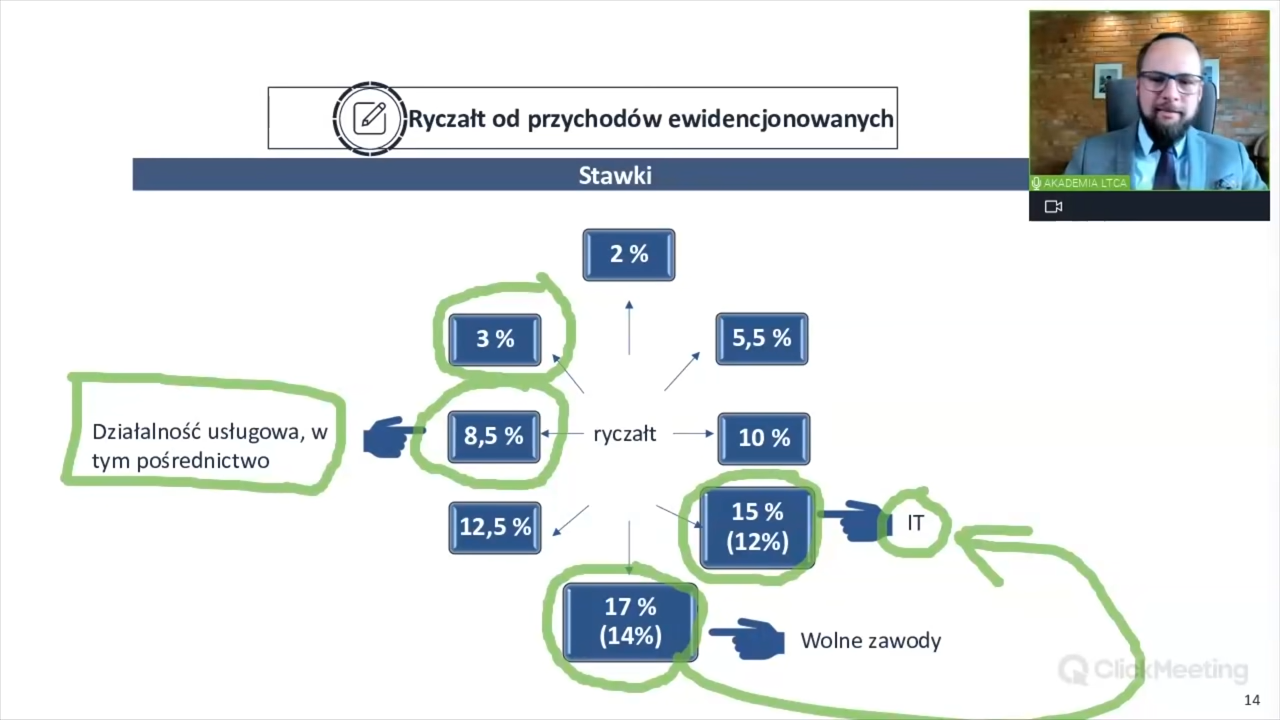 Ryczałt od przychodów ewidencjonowanych
Stawki
AKADEMIA LTCA
2 %
3 %
5,5 %
Działalność usługowa, w
tym pośrednictwo
8,5 %
ryczałt
10 %
12,5 %
15 %
(12%)
IT
17 %
(14%)
Wolne zawody
ClickMeeting
14